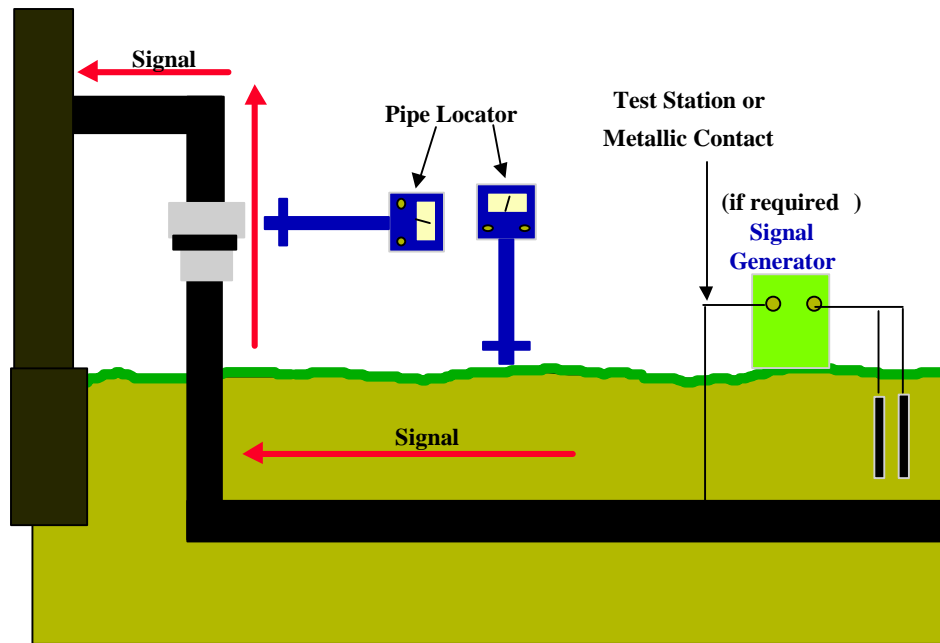 Signal
Pipe Locator
Test Station or
Metallic Contact
(if required )
Signal
Generator
Signal